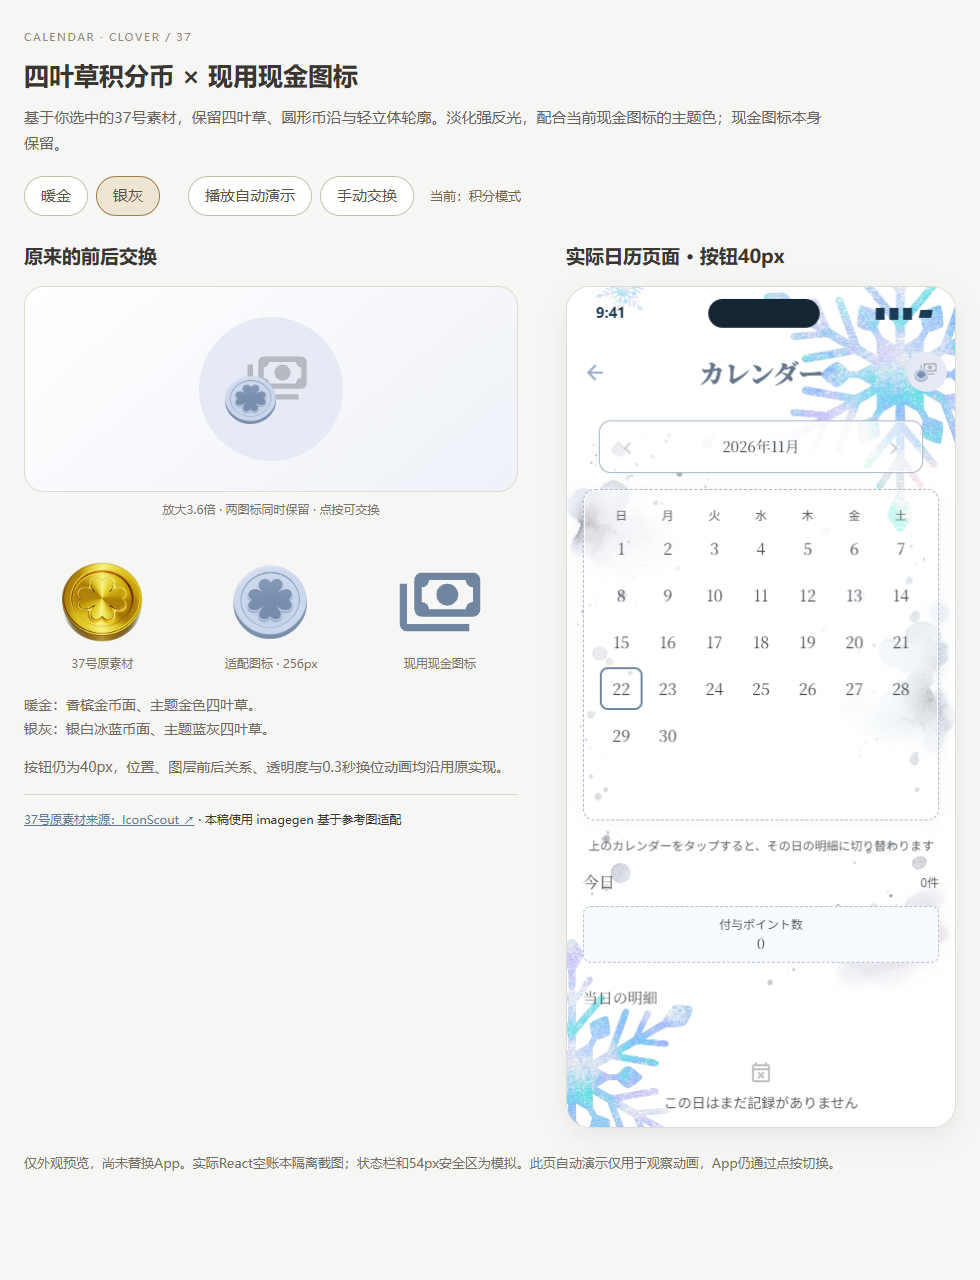 CALENDAR · CLOVER / 37
四叶草积分币 × 现用现金图标
基于你选中的37号素材，保留四叶草、圆形币沿与轻立体轮廓。淡化强反光，配合当前现金图标的主题色；现金图标本身
保留。
暖金 银灰 播放自动演示 手动交换 当前：积分模式
原来的前后交换
放大3.6倍 · 两图标同时保留 · 点按可交换
37号原素材 适配图标 · 256px 现用现金图标
暖金：香槟金币面、主题金色四叶草。
银灰：银白冰蓝币面、主题蓝灰四叶草。
按钮仍为40px，位置、图层前后关系、透明度与0.3秒换位动画均沿用原实现。
37号原素材来源：IconScout ↗ · 本稿使用 imagegen 基于参考图适配
实际日历页面 · 按钮40px
9:41
カレンダー
2026年11月
日 月 火 水 木 金 土
1 2 3 4 5 6 7
8 9 10 11 12 13 14
15 16 17 18 19 20 21
22 23 24 25 26 27 28
29 30
上のカレンダーをタップすると、その日の明細に切り替わります
今日 0件
付与ポイント数
0
当日の明細
この日はまだ記録がありません
仅外观预览，尚未替换App。实际React空账本隔离截图；状态栏和54px安全区为模拟。此页自动演示仅用于观察动画，App仍通过点按切换。